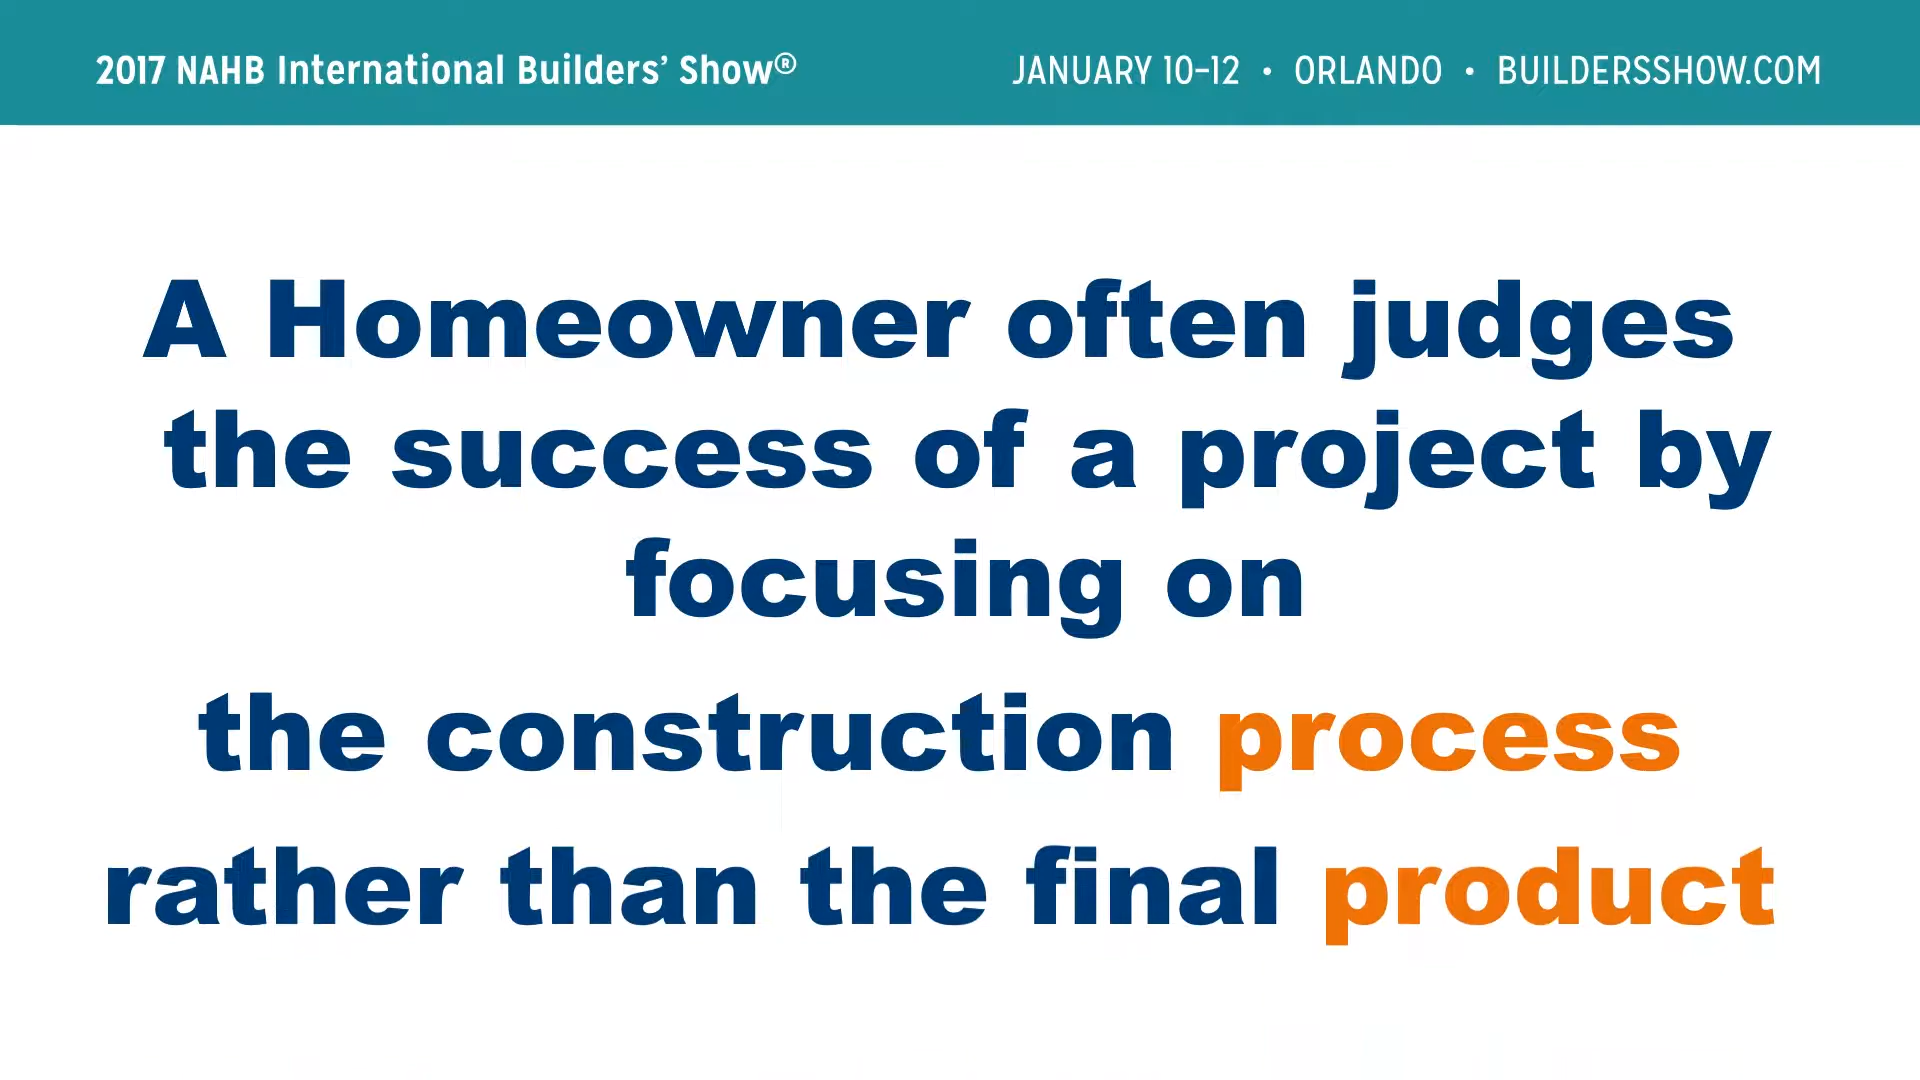 2017 NAHB International Builders’ Show®
JANUARY 10–12 • ORLANDO • BUILDERSSHOW.COM
A Homeowner often judges
the success of a project by
focusing on
the construction process
rather than the final product